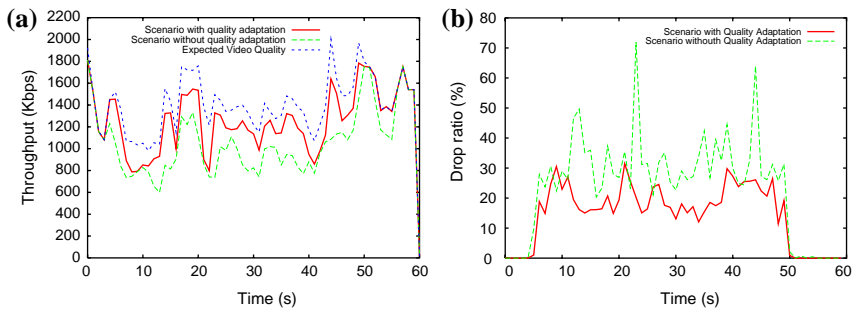 (a)
Scenario with quality adaptation
Scenario without quality adaptation
Expected Video Quality
2200
2000
1800
1600
1400
1200
1000
800
600
400
200
0
Throughput (Kbps)
0 10 20 30 40 50 60
Time (s)
(b)
Scenario with Quality Adaptation
Scenario withouth Quality Adaptation
80
70
60
50
40
30
20
10
0
Drop ratio (%)
0 10 20 30 40 50 60
Time (s)